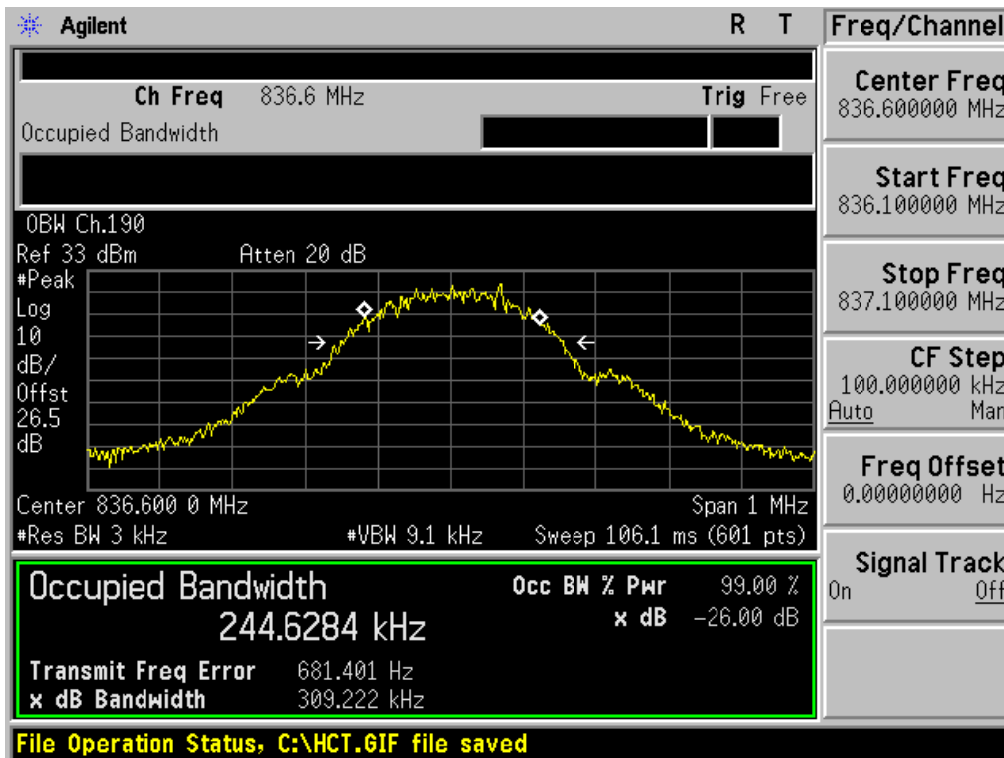 Agilent R T Freq/Channel
Ch Freq 836.6 MHz Trig Free
Occupied Bandwidth
Center Freq
836.600000 MHz
Start Freq
836.100000 MHz
Stop Freq
837.100000 MHz
CF Step
100.000000 kHz
Auto Man
Freq Offset
0.00000000 Hz
Signal Track
On Off
OBW Ch.190
Ref 33 dBm Atten 20 dB
#Peak
Log
10
dB/
Offst
26.5
dB
Center 836.600 0 MHz Span 1 MHz
#Res BW 3 kHz #VBW 9.1 kHz Sweep 106.1 ms (601 pts)
Occupied Bandwidth Occ BW % Pwr 99.00 %
244.6284 kHz x dB -26.00 dB
Transmit Freq Error 681.401 Hz
x dB Bandwidth 309.222 kHz
File Operation Status, C:\HCT.GIF file saved